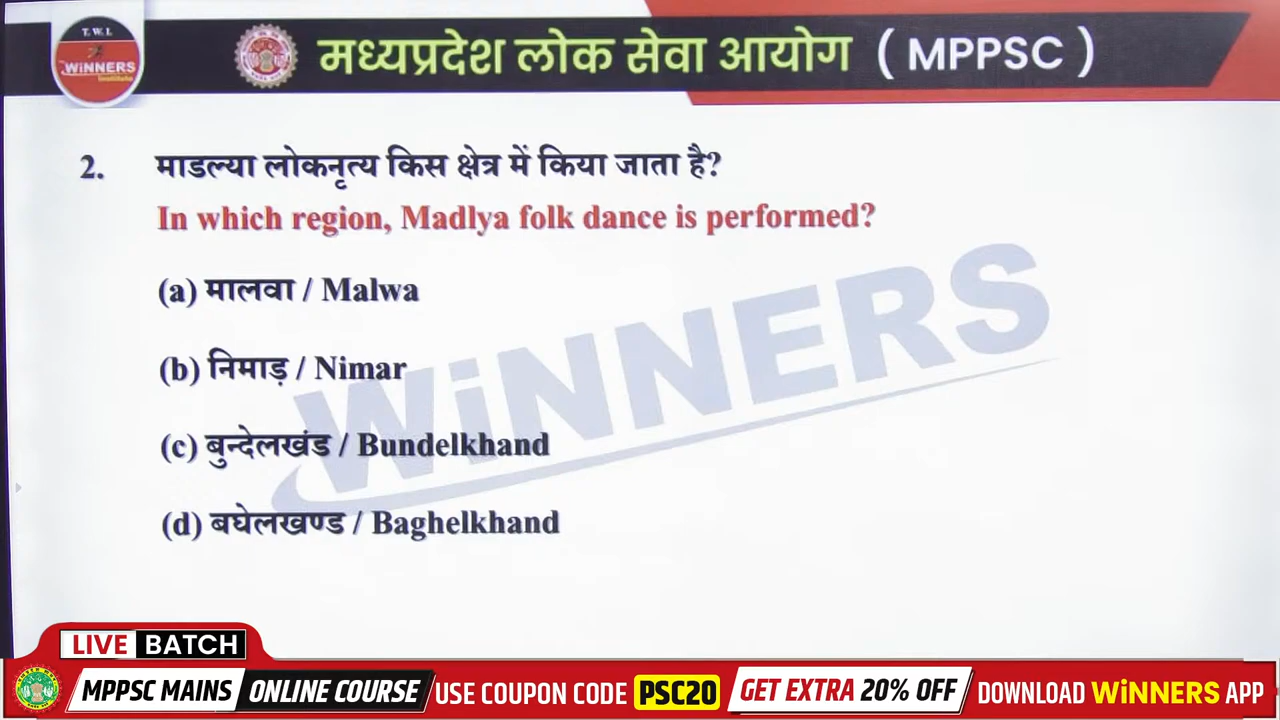 T. W. I.
WiNNERS
institute
मध्यप्रदेश लोक सेवा आयोग ( MPPSC )
2. माडल्या लोकनृत्य किस क्षेत्र में किया जाता है?
In which region, Madlya folk dance is performed?
(a) मालवा / Malwa
(b) निमाड़ / Nimar
(c) बुन्देलखंड / Bundelkhand
(d) बघेलखण्ड / Baghelkhand
WiNNERS
LIVE BATCH
MPPSC MAINS ONLINE COURSE USE COUPON CODE PSC20 GET EXTRA 20% OFF DOWNLOAD WiNNERS APP